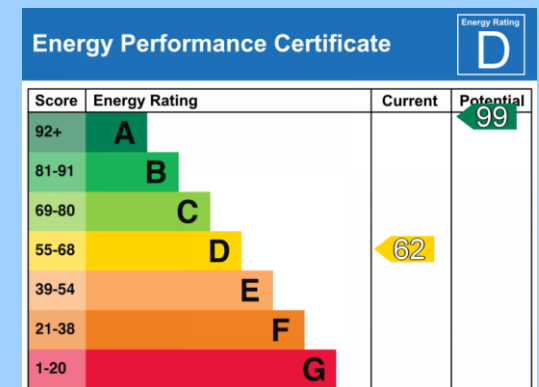 Energy Performance Certificate
Energy Rating
D
Score Energy Rating Current Potential
92+ A 99
81-91 B
69-80 C
55-68 D 62
39-54 E
21-38 F
1-20 G